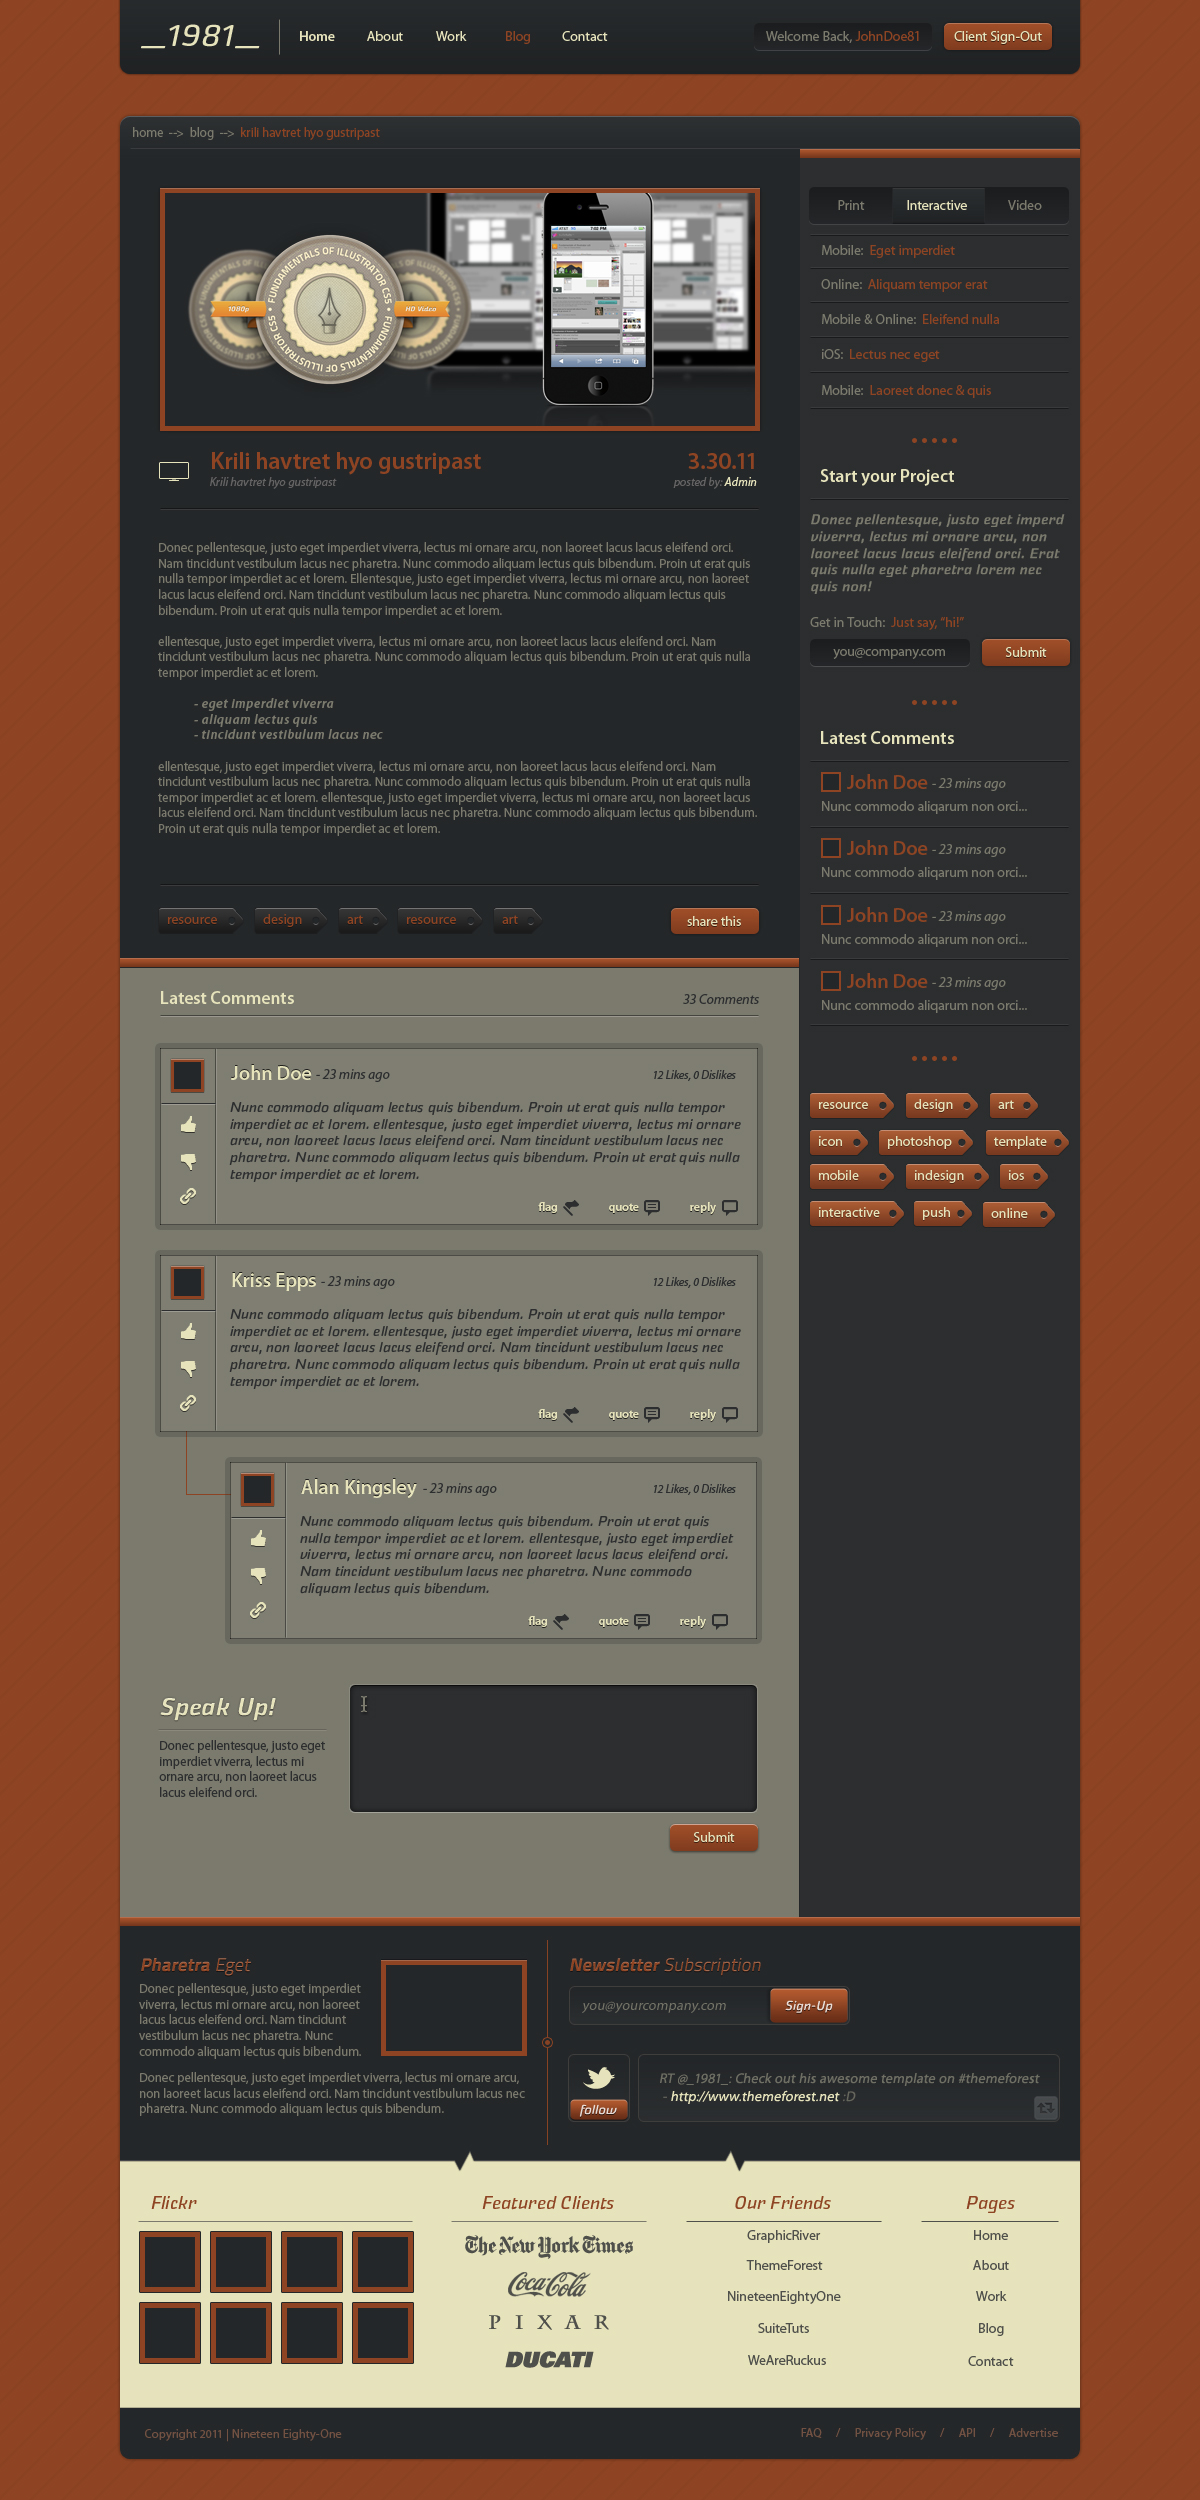 _1981_
Home About Work Blog Contact
Welcome Back, JohnDoe81
Client Sign-Out
home --> blog --> krili havtret hyo gustripast
FUNDAMENTALS OF ILLUSTRATOR CS5 • FUNDAMENTALS OF ILLUSTRATOR CS5 •
1080p
HD Video
AT&T 7:02 PM
Krili havtret hyo gustripast
Krili havtret hyo gustripast
3.30.11
posted by: Admin
Donec pellentesque, justo eget imperdiet viverra, lectus mi ornare arcu, non laoreet lacus lacus eleifend orci.
Nam tincidunt vestibulum lacus nec pharetra. Nunc commodo aliquam lectus quis bibendum. Proin ut erat quis
nulla tempor imperdiet ac et lorem. Ellentesque, justo eget imperdiet viverra, lectus mi ornare arcu, non laoreet
lacus lacus eleifend orci. Nam tincidunt vestibulum lacus nec pharetra. Nunc commodo aliquam lectus quis
bibendum. Proin ut erat quis nulla tempor imperdiet ac et lorem.
ellentesque, justo eget imperdiet viverra, lectus mi ornare arcu, non laoreet lacus lacus eleifend orci. Nam
tincidunt vestibulum lacus nec pharetra. Nunc commodo aliquam lectus quis bibendum. Proin ut erat quis nulla
tempor imperdiet ac et lorem.
- eget imperdiet viverra
- aliquam lectus quis
- tincidunt vestibulum lacus nec
ellentesque, justo eget imperdiet viverra, lectus mi ornare arcu, non laoreet lacus lacus eleifend orci. Nam
tincidunt vestibulum lacus nec pharetra. Nunc commodo aliquam lectus quis bibendum. Proin ut erat quis nulla
tempor imperdiet ac et lorem. ellentesque, justo eget imperdiet viverra, lectus mi ornare arcu, non laoreet lacus
lacus eleifend orci. Nam tincidunt vestibulum lacus nec pharetra. Nunc commodo aliquam lectus quis bibendum.
Proin ut erat quis nulla tempor imperdiet ac et lorem.
resource design art resource art
share this
Print Interactive Video
Mobile: Eget imperdiet
Online: Aliquam tempor erat
Mobile & Online: Eleifend nulla
iOS: Lectus nec eget
Mobile: Laoreet donec & quis
Start your Project
Donec pellentesque, justo eget imperd
viverra, lectus mi ornare arcu, non
laoreet lacus lacus eleifend orci. Erat
quis nulla eget pharetra lorem nec
quis non!
Get in Touch: Just say, “hi!”
you@company.com
Submit
Latest Comments
John Doe - 23 mins ago
Nunc commodo aliqarum non orci...
John Doe - 23 mins ago
Nunc commodo aliqarum non orci...
John Doe - 23 mins ago
Nunc commodo aliqarum non orci...
John Doe - 23 mins ago
Nunc commodo aliqarum non orci...
resource design art
icon photoshop template
mobile indesign ios
interactive push online
Latest Comments
33 Comments
John Doe - 23 mins ago
12 Likes, 0 Dislikes
Nunc commodo aliquam lectus quis bibendum. Proin ut erat quis nulla tempor
imperdiet ac et lorem. ellentesque, justo eget imperdiet viverra, lectus mi ornare
arcu, non laoreet lacus lacus eleifend orci. Nam tincidunt vestibulum lacus nec
pharetra. Nunc commodo aliquam lectus quis bibendum. Proin ut erat quis nulla
tempor imperdiet ac et lorem.
flag quote reply
Kriss Epps - 23 mins ago
12 Likes, 0 Dislikes
Nunc commodo aliquam lectus quis bibendum. Proin ut erat quis nulla tempor
imperdiet ac et lorem. ellentesque, justo eget imperdiet viverra, lectus mi ornare
arcu, non laoreet lacus lacus eleifend orci. Nam tincidunt vestibulum lacus nec
pharetra. Nunc commodo aliquam lectus quis bibendum. Proin ut erat quis nulla
tempor imperdiet ac et lorem.
flag quote reply
Alan Kingsley - 23 mins ago
12 Likes, 0 Dislikes
Nunc commodo aliquam lectus quis bibendum. Proin ut erat quis
nulla tempor imperdiet ac et lorem. ellentesque, justo eget imperdiet
viverra, lectus mi ornare arcu, non laoreet lacus lacus eleifend orci.
Nam tincidunt vestibulum lacus nec pharetra. Nunc commodo
aliquam lectus quis bibendum.
flag quote reply
Speak Up!
Donec pellentesque, justo eget
imperdiet viverra, lectus mi
ornare arcu, non laoreet lacus
lacus eleifend orci.
Submit
Pharetra Eget
Donec pellentesque, justo eget imperdiet
viverra, lectus mi ornare arcu, non laoreet
lacus lacus eleifend orci. Nam tincidunt
vestibulum lacus nec pharetra. Nunc
commodo aliquam lectus quis bibendum.
Donec pellentesque, justo eget imperdiet viverra, lectus mi ornare arcu,
non laoreet lacus lacus eleifend orci. Nam tincidunt vestibulum lacus nec
pharetra. Nunc commodo aliquam lectus quis bibendum.
Newsletter Subscription
you@yourcompany.com
Sign-Up
follow
RT @_1981_: Check out his awesome template on #themeforest
- http://www.themeforest.net :D
Flickr
Featured Clients
The New York Times
Coca-Cola
PIXAR
DUCATI
Our Friends
GraphicRiver
ThemeForest
NineteenEightyOne
SuiteTuts
WeAreRuckus
Pages
Home
About
Work
Blog
Contact
Copyright 2011 | Nineteen Eighty-One
FAQ / Privacy Policy / API / Advertise